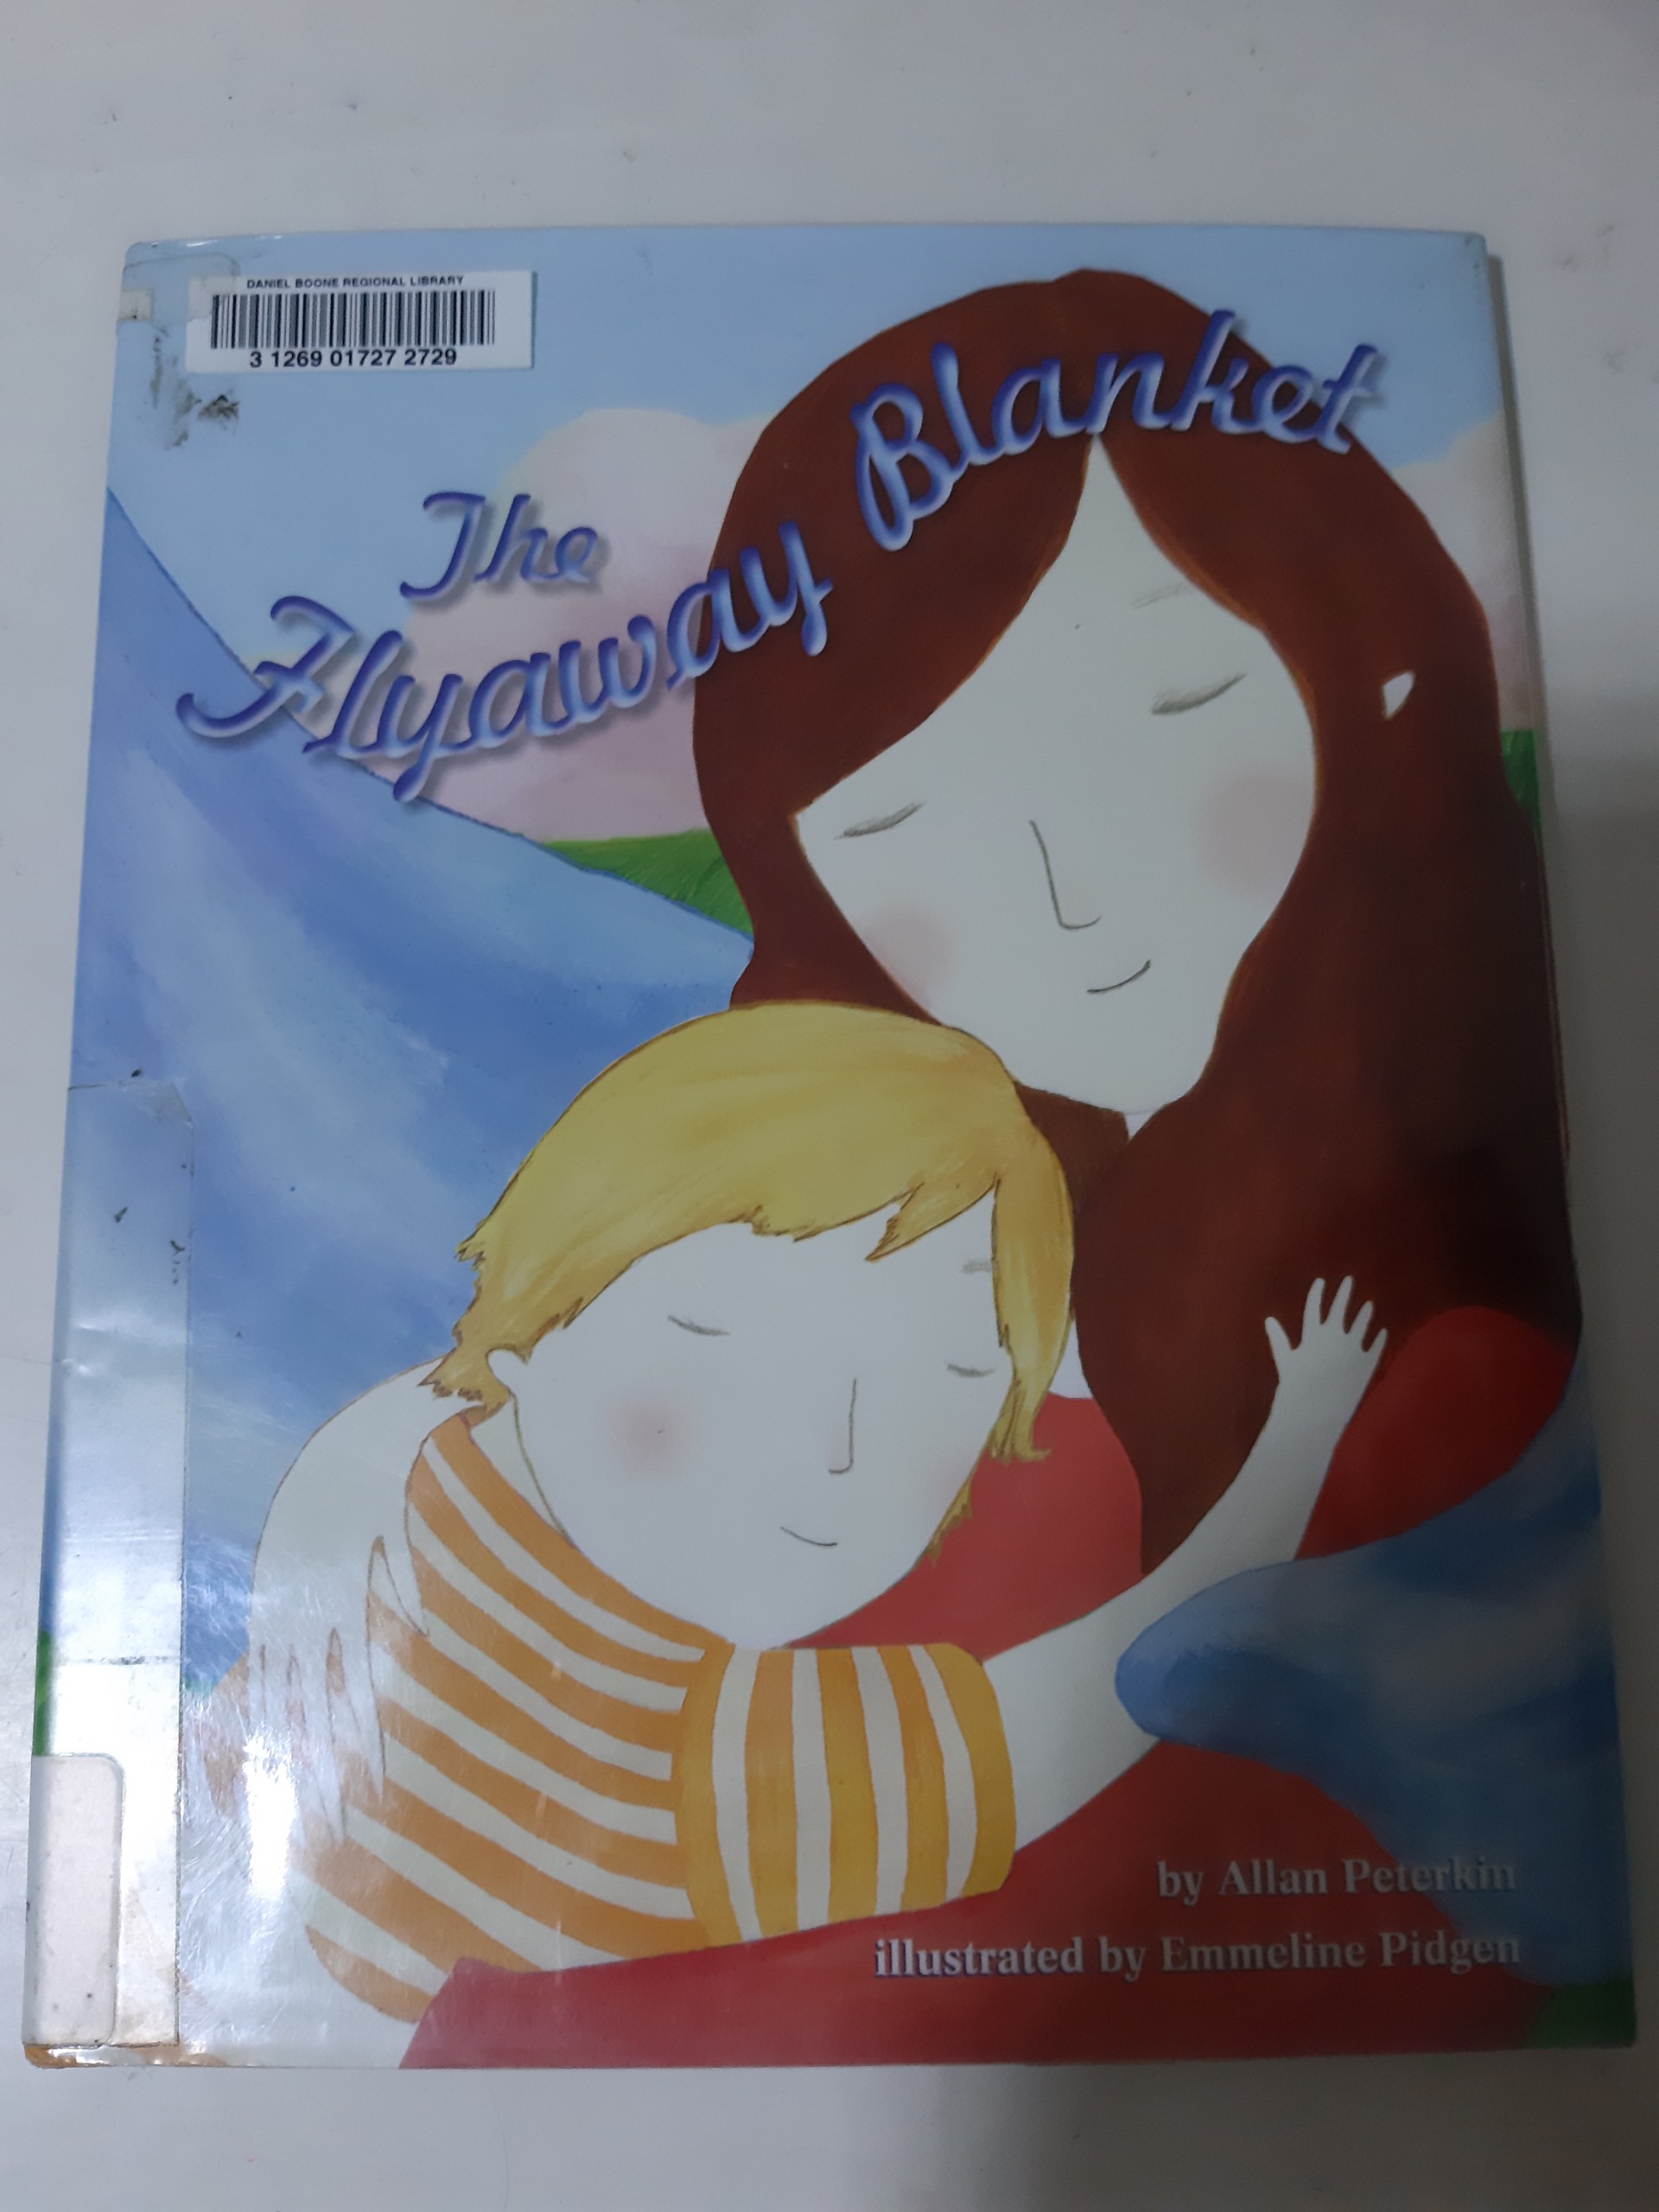 DANIEL BOONE REGIONAL LIBRARY
3 1269 01727 2729
The
Flyaway Blanket
by Allan Peterkin
illustrated by Emmeline Pidgen